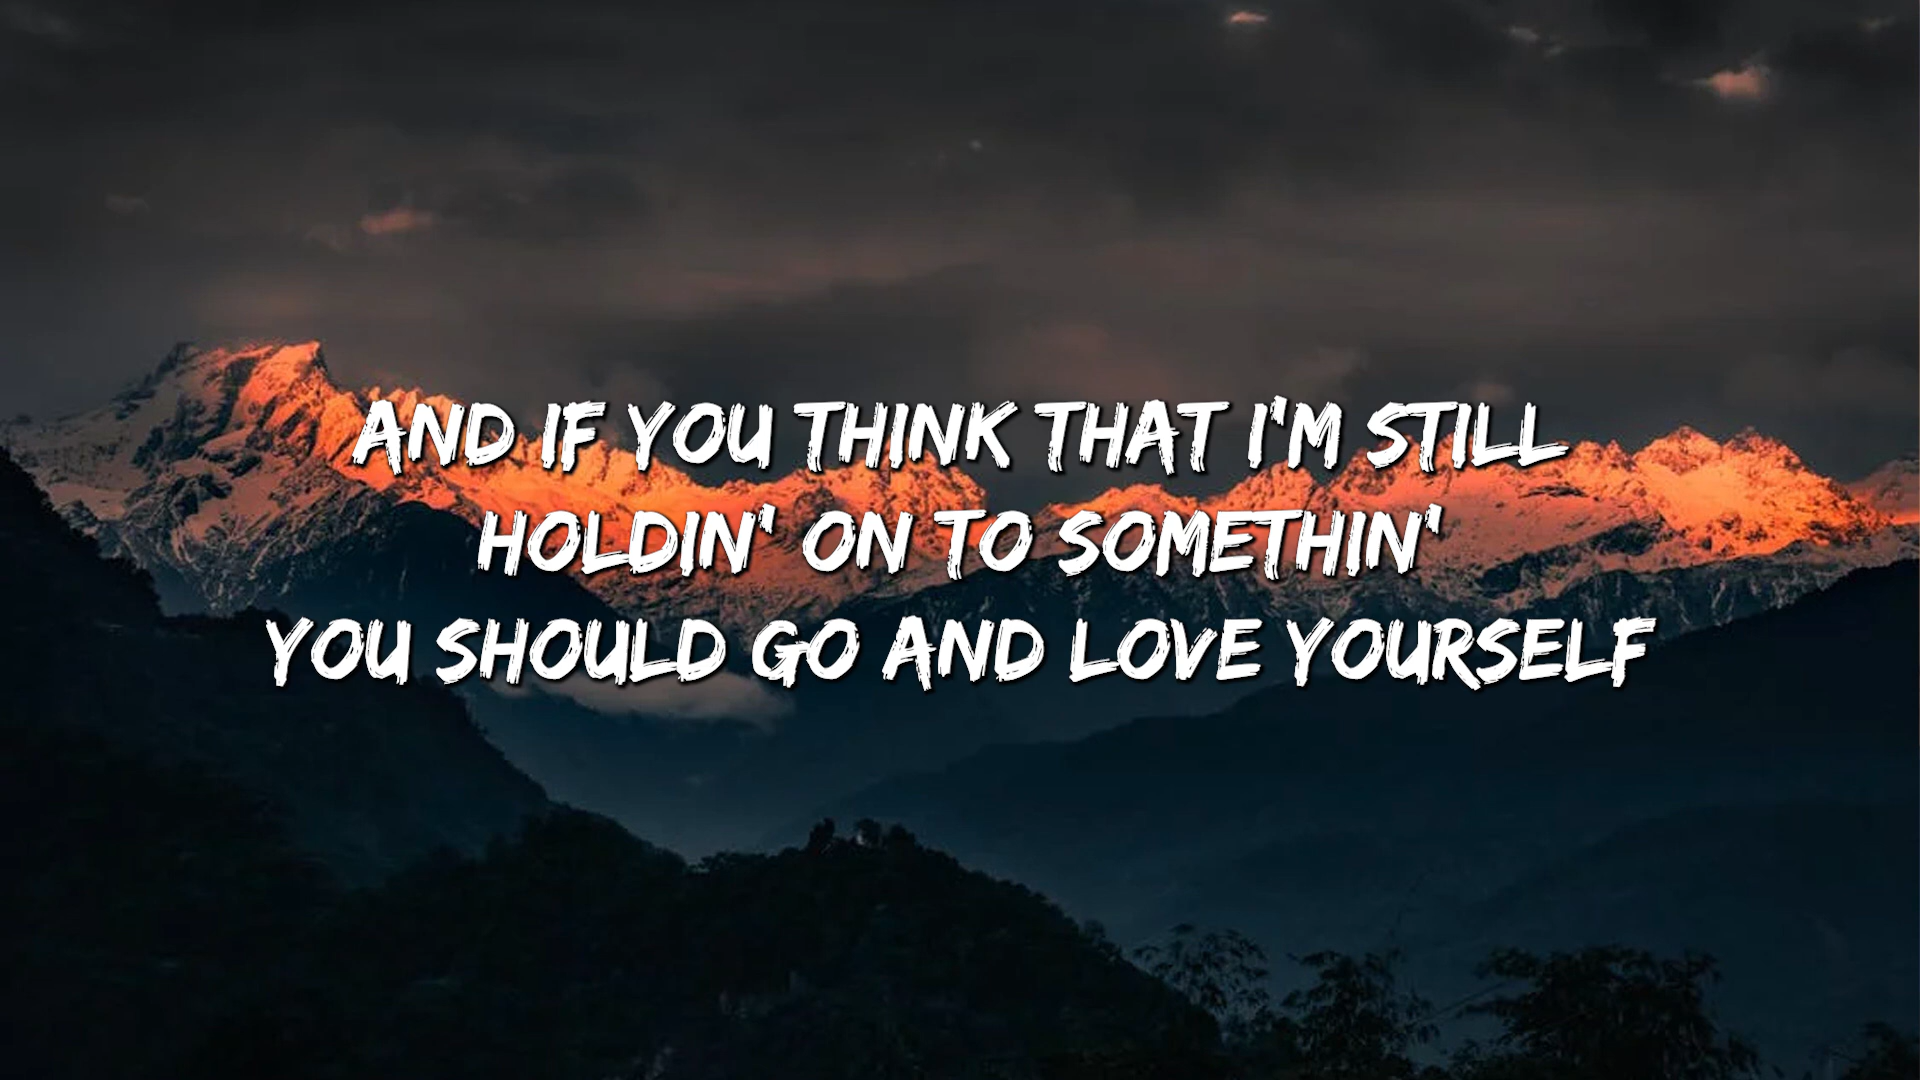 AND IF YOU THINK THAT I'M STILL
HOLDIN' ON TO SOMETHIN'
YOU SHOULD GO AND LOVE YOURSELF